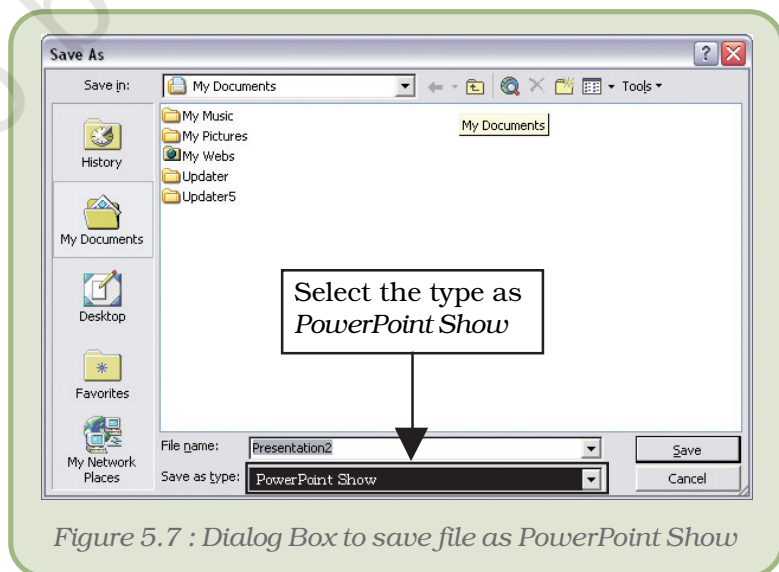 Save As
Save in:
My Documents
Tools
History
My Documents
Desktop
Favorites
My Network
Places
My Music
My Pictures
My Webs
Updater
Updater5
My Documents
Select the type as
PowerPoint Show
File name:
Presentation2
Save
Save as type:
PowerPoint Show
Cancel
Figure 5.7 : Dialog Box to save file as PowerPoint Show